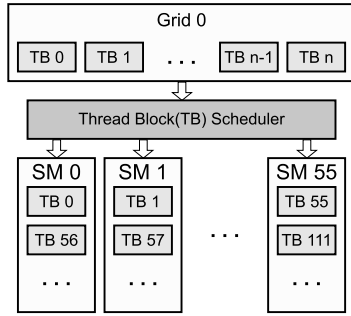 Grid 0
TB 0 TB 1 . . . TB n-1 TB n
Thread Block(TB) Scheduler
SM 0 SM 1 SM 55
TB 0 TB 1 TB 55
TB 56 TB 57 . . . TB 111
. . . . . . . . .